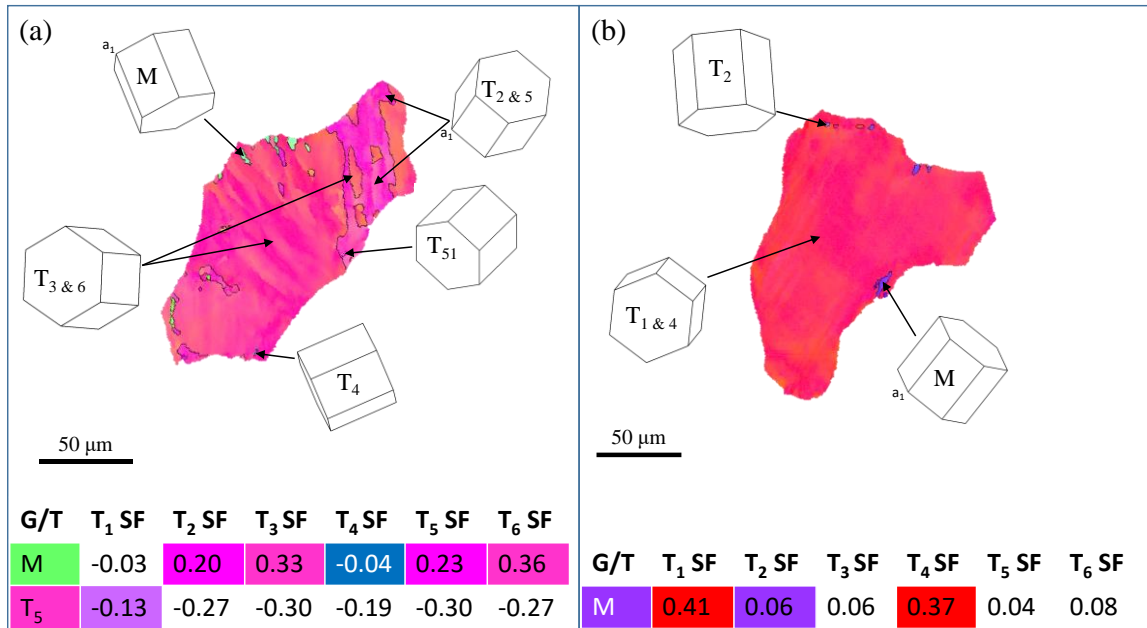 (a)
a₁
M
T₂ & ₅
a₁
T₅₁
T₃ & ₆
T₄
50 μm
G/T T₁ SF T₂ SF T₃ SF T₄ SF T₅ SF T₆ SF
M -0.03 0.20 0.33 -0.04 0.23 0.36
T₅ -0.13 -0.27 -0.30 -0.19 -0.30 -0.27
(b)
T₂
T₁ & ₄
M
a₁
50 μm
G/T T₁ SF T₂ SF T₃ SF T₄ SF T₅ SF T₆ SF
M 0.41 0.06 0.06 0.37 0.04 0.08